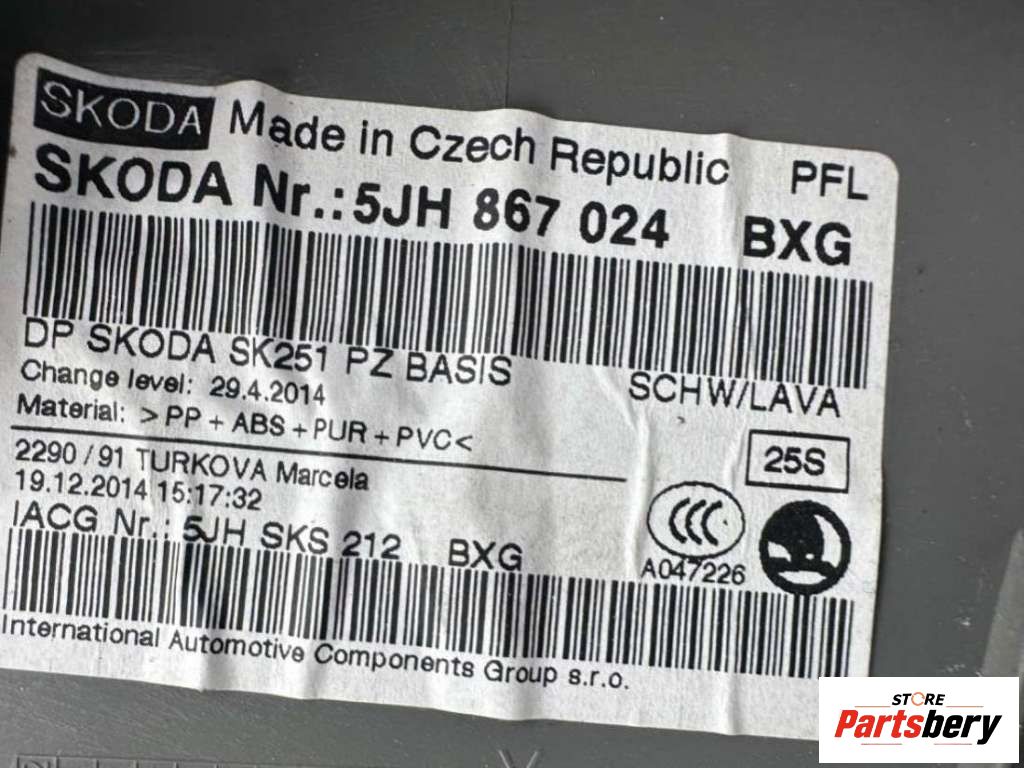 SKODA Made in Czech Republic PFL
SKODA Nr.: 5JH 867 024 BXG
DP SKODA SK251 PZ BASIS SCHW/LAVA
Change level: 29.4.2014
Material: >PP + ABS + PUR + PVC<
25S
2290 / 91 TURKOVA Marcela
19.12.2014 15:17:32
IACG Nr.: 5JH SKS 212 BXG
CCC
A047226
International Automotive Components Group s.r.o.
STORE
Partsbery